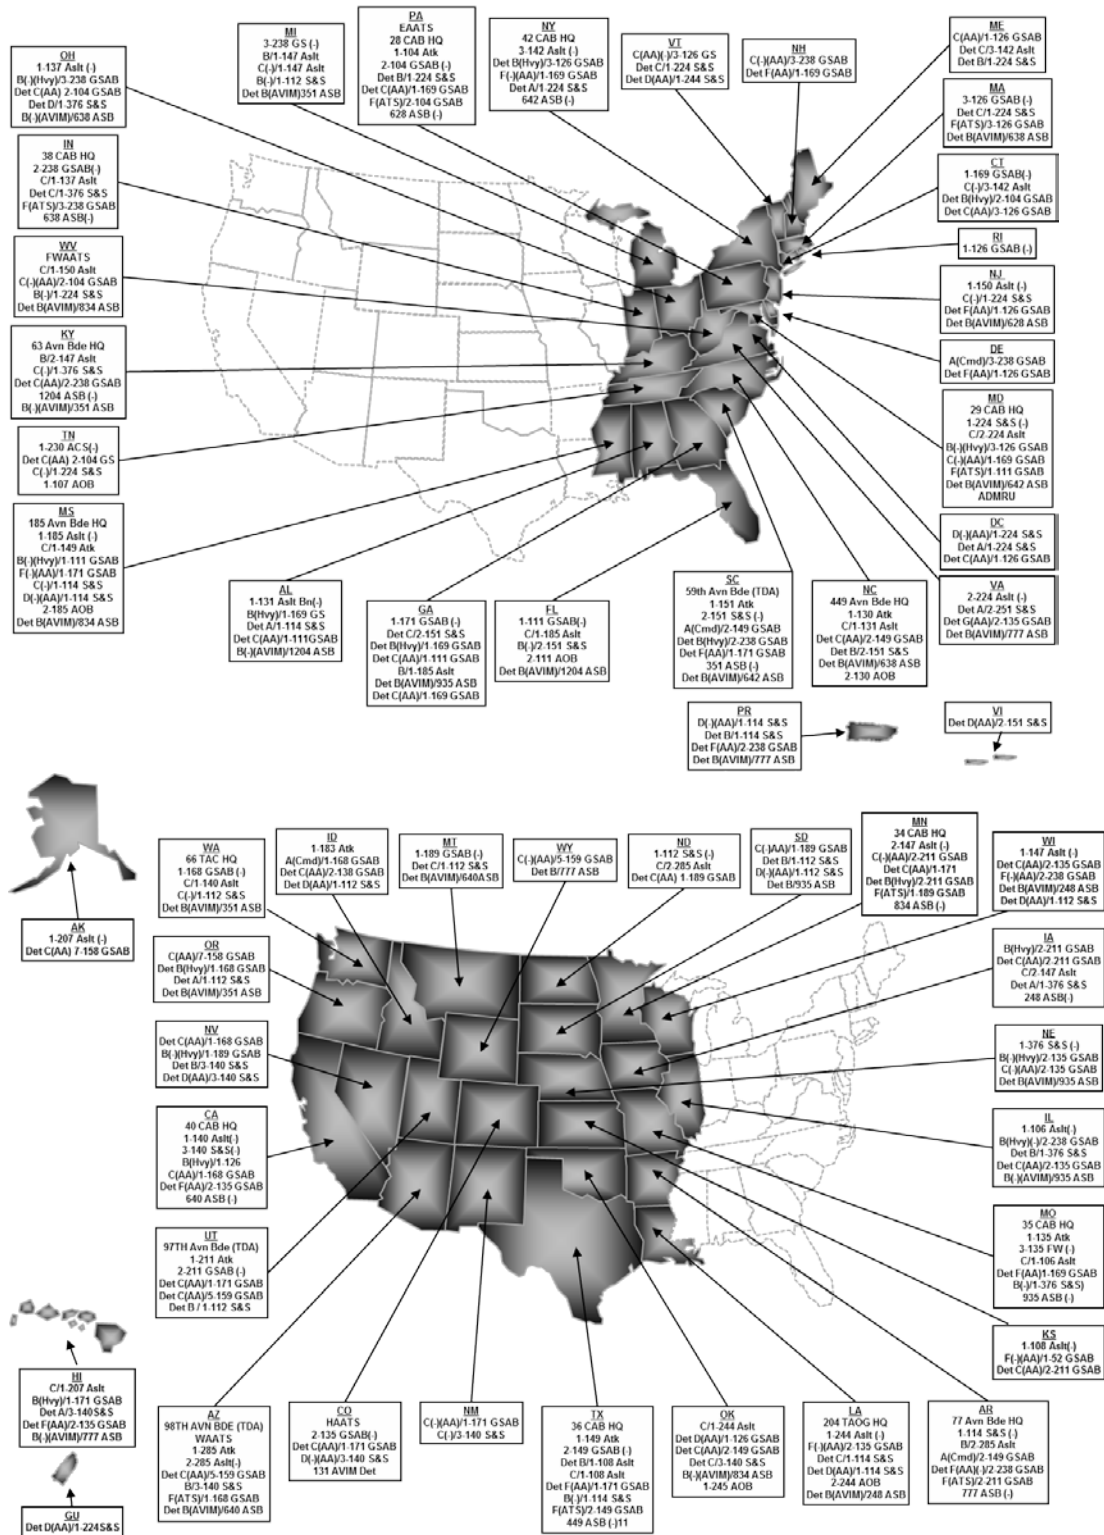 MI
3-238 GS (-)
B/1-147 Aslt
C(-)/1-147 Aslt
B(-)/1-112 S&S
Det B(AVIM)351 ASB
PA
EAATS
28 CAB HQ
1-104 Atk
2-104 GSAB (-)
Det B/1-224 S&S
Det C(AA)/1-169 GSAB
F(ATS)/2-104 GSAB
628 ASB (-)
NY
42 CAB HQ
3-142 Aslt (-)
Det B(Hvy)/3-126 GSAB
F(-)(AA)/1-169 GSAB
Det A/1-224 S&S
642 ASB (-)
VT
C(AA)(-)/3-126 GS
Det C/1-224 S&S
Det D(AA)/1-244 S&S
NH
C(-)(AA)/3-238 GSAB
Det F(AA)/1-169 GSAB
ME
C(AA)/1-126 GSAB
Det C/3-142 Aslt
Det B/1-224 S&S
OH
1-137 Aslt (-)
B(-)(Hvy)/3-238 GSAB
Det C(AA) 2-104 GSAB
Det D/1-376 S&S
B(-)(AVIM)/638 ASB
MA
3-126 GSAB (-)
Det C/1-224 S&S
F(ATS)/3-126 GSAB
Det B(AVIM)/638 ASB
IN
38 CAB HQ
2-238 GSAB(-)
C/1-137 Aslt
Det C/1-376 S&S
F(ATS)/3-238 GSAB
638 ASB(-)
CT
1-169 GSAB(-)
C(-)/3-142 Aslt
Det B(Hvy)/2-104 GSAB
Det C(AA)/3-126 GSAB
RI
1-126 GSAB (-)
WV
FWAATS
C/1-150 Aslt
C(-)(AA)/2-104 GSAB
B(-)/1-224 S&S
Det B(AVIM)/834 ASB
NJ
1-150 Aslt (-)
C(-)/1-224 S&S
Det F(AA)/1-126 GSAB
Det B(AVIM)/628 ASB
KY
63 Avn Bde HQ
B/2-147 Aslt
C(-)/1-376 S&S
Det C(AA)/2-238 GSAB
1204 ASB (-)
B(-)(AVIM)/351 ASB
DE
A(Cmd)/3-238 GSAB
Det F(AA)/1-126 GSAB
MD
29 CAB HQ
1-224 S&S (-)
C/2-224 Aslt
B(-)(Hvy)/3-126 GSAB
C(-)(AA)/1-169 GSAB
F(ATS)/1-111 GSAB
Det B(AVIM)/642 ASB
ADMRU
TN
1-230 ACS(-)
Det C(AA) 2-104 GS
C(-)/1-224 S&S
1-107 AOB
MS
185 Avn Bde HQ
1-185 Aslt (-)
C/1-149 Atk
B(-)(Hvy)/1-111 GSAB
F(-)(AA)/1-171 GSAB
C(-)/1-114 S&S
D(-)(AA)/1-114 S&S
2-185 AOB
Det B(AVIM)/834 ASB
DC
D(-)(AA)/1-224 S&S
Det A/1-224 S&S
Det C(AA)/1-126 GSAB
VA
2-224 Aslt (-)
Det A/2-251 S&S
Det G(AA)/2-135 GSAB
Det B(AVIM)/777 ASB
AL
1-131 Aslt Bn(-)
B(Hvy)/1-169 GS
Det A/1-114 S&S
Det C(AA)/1-111GSAB
B(-)(AVIM)/1204 ASB
GA
1-171 GSAB (-)
Det C/2-151 S&S
Det B(Hvy)/1-169 GSAB
Det C(AA)/1-111 GSAB
B/1-185 Aslt
Det B(AVIM)/935 ASB
Det C(AA)/1-169 GSAB
FL
1-111 GSAB(-)
C/1-185 Aslt
B(-)/2-151 S&S
2-111 AOB
Det B(AVIM)/1204 ASB
SC
59th Avn Bde (TDA)
1-151 Atk
2-151 S&S (-)
A(Cmd)/2-149 GSAB
Det B(Hvy)/2-238 GSAB
Det F(AA)/1-171 GSAB
351 ASB (-)
Det B(AVIM)/642 ASB
NC
449 Avn Bde HQ
1-130 Atk
C/1-131 Aslt
Det C(AA)/2-149 GSAB
Det B/2-151 S&S
Det B(AVIM)/638 ASB
2-130 AOB
PR
D(-)(AA)/1-114 S&S
Det B/1-114 S&S
Det F(AA)/2-238 GSAB
Det B(AVIM)/777 ASB
VI
Det D(AA)/2-151 S&S
AK
1-207 Aslt (-)
Det C(AA) 7-158 GSAB
WA
66 TAC HQ
1-168 GSAB (-)
C/1-140 Aslt
C(-)/1-112 S&S
Det B(AVIM)/351 ASB
ID
1-183 Atk
A(Cmd)/1-168 GSAB
Det C(AA)/2-138 GSAB
Det D(AA)/1-112 S&S
MT
1-189 GSAB (-)
Det C/1-112 S&S
Det B(AVIM)/640ASB
WY
C(-)(AA)/5-159 GSAB
Det B/777 ASB
ND
1-112 S&S (-)
C/2-285 Aslt
Det C(AA) 1-189 GSAB
SD
C(-)AA)/1-189 GSAB
Det B/1-112 S&S
D(-)(AA)/1-112 S&S
Det B/935 ASB
MN
34 CAB HQ
2-147 Aslt (-)
C(-)(AA)/2-211 GSAB
Det C(AA)/1-171
Det B(Hvy)/2-211 GSAB
F(ATS)/1-189 GSAB
834 ASB (-)
WI
1-147 Aslt (-)
Det C(AA)/2-135 GSAB
F(-)(AA)/2-238 GSAB
Det B(AVIM)/248 ASB
Det D(AA)/1-112 S&S
OR
C(AA)/7-158 GSAB
Det B(Hvy)/1-168 GSAB
Det A/1-112 S&S
Det B(AVIM)/351 ASB
IA
B(Hvy)/2-211 GSAB
Det C(AA)/2-211 GSAB
C/2-147 Aslt
Det A/1-376 S&S
248 ASB(-)
NV
Det C(AA)/1-168 GSAB
B(-)(Hvy)/1-189 GSAB
Det B/3-140 S&S
Det D(AA)/3-140 S&S
NE
1-376 S&S (-)
B(-)(Hvy)/2-135 GSAB
C(-)(AA)/2-135 GSAB
Det B(AVIM)/935 ASB
CA
40 CAB HQ
1-140 Aslt(-)
3-140 S&S(-)
B(Hvy)/1-126
C(AA)/1-168 GSAB
Det F(AA)/2-135 GSAB
640 ASB (-)
IL
1-106 Aslt(-)
B(Hvy)(-)/2-238 GSAB
Det B/1-376 S&S
Det C(AA)/2-135 GSAB
B(-)(AVIM)/935 ASB
UT
97TH Avn Bde (TDA)
1-211 Atk
2-211 GSAB (-)
Det C(AA)/1-171 GSAB
Det C(AA)/5-159 GSAB
Det B / 1-112 S&S
MO
35 CAB HQ
1-135 Atk
3-135 FW (-)
C/1-106 Aslt
Det F(AA)1-169 GSAB
B(-)/1-376 S&S)
935 ASB (-)
KS
1-108 Aslt(-)
F(-)(AA)/1-52 GSAB
Det C(AA)/2-211 GSAB
HI
C/1-207 Aslt
B(Hvy)/1-171 GSAB
Det A/3-140S&S
Det F(AA)/2-135 GSAB
B(-)(AVIM)/777 ASB
AZ
98TH AVN BDE (TDA)
WAATS
1-285 Atk
2-285 Aslt(-)
Det C(AA)/5-159 GSAB
B/3-140 S&S
F(ATS)/1-168 GSAB
Det B(AVIM)/640 ASB
CO
HAATS
2-135 GSAB(-)
Det C(AA)/1-171 GSAB
D(-)(AA)/3-140 S&S
131 AVIM Det
NM
C(-)(AA)/1-171 GSAB
C(-)/3-140 S&S
TX
36 CAB HQ
1-149 Atk
2-149 GSAB (-)
Det B/1-108 Aslt
C/1-108 Aslt
Det F(AA)/1-171 GSAB
B(-)/1-114 S&S
F(ATS)/2-149 GSAB
449 ASB (-)11
OK
C/1-244 Aslt
Det D(AA)/1-126 GSAB
Det C(AA)/2-149 GSAB
Det C/3-140 S&S
B(-)(AVIM)/834 ASB
1-245 AOB
LA
204 TAOG HQ
1-244 Aslt (-)
F(-)(AA)/2-135 GSAB
Det C/1-114 S&S
Det D(AA)/1-114 S&S
2-244 AOB
Det B(AVIM)/248 ASB
AR
77 Avn Bde HQ
1-114 S&S (-)
B/2-285 Aslt
A(Cmd)/2-149 GSAB
Det F(AA)(-)/2-238 GSAB
F(ATS)/2-211 GSAB
777 ASB (-)
GU
Det D(AA)/1-224S&S